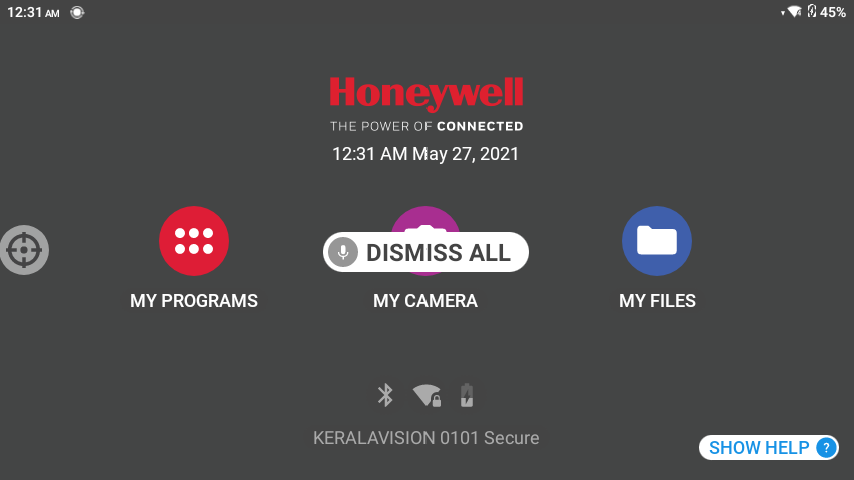 12:31 AM
45%
Honeywell
THE POWER OF CONNECTED
12:31 AM May 27, 2021
DISMISS ALL
MY PROGRAMS
MY CAMERA
MY FILES
KERALAVISION 0101 Secure
SHOW HELP ?